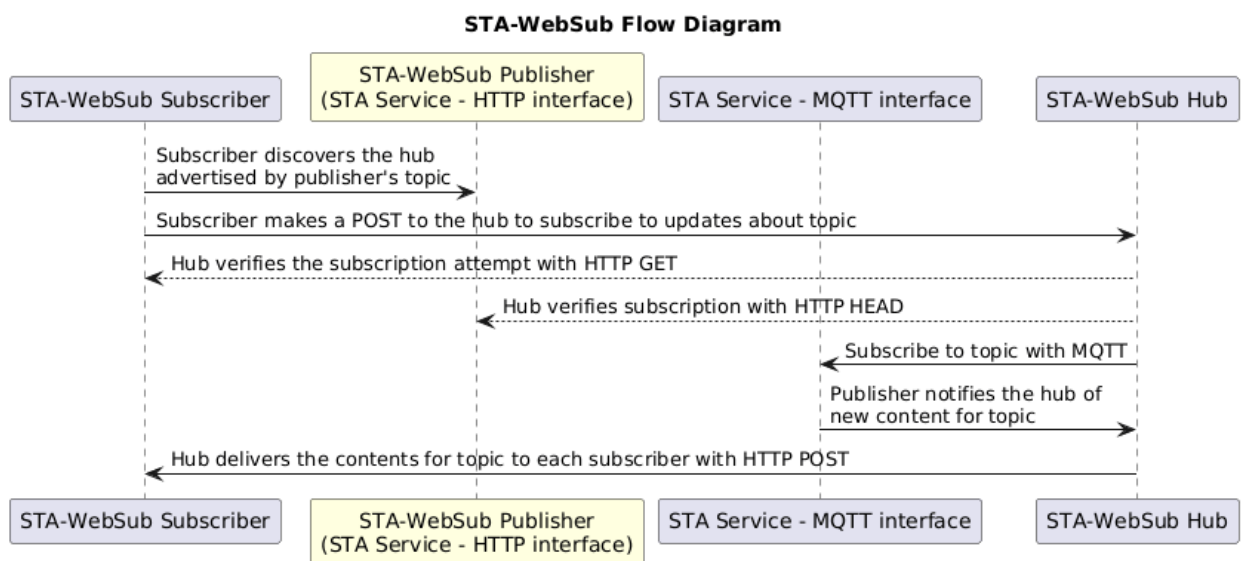 STA-WebSub Flow Diagram
STA-WebSub Subscriber
STA-WebSub Publisher
(STA Service - HTTP interface)
STA Service - MQTT interface
STA-WebSub Hub
Subscriber discovers the hub
advertised by publisher's topic
Subscriber makes a POST to the hub to subscribe to updates about topic
Hub verifies the subscription attempt with HTTP GET
Hub verifies subscription with HTTP HEAD
Subscribe to topic with MQTT
Publisher notifies the hub of
new content for topic
Hub delivers the contents for topic to each subscriber with HTTP POST
STA-WebSub Subscriber
STA-WebSub Publisher
(STA Service - HTTP interface)
STA Service - MQTT interface
STA-WebSub Hub